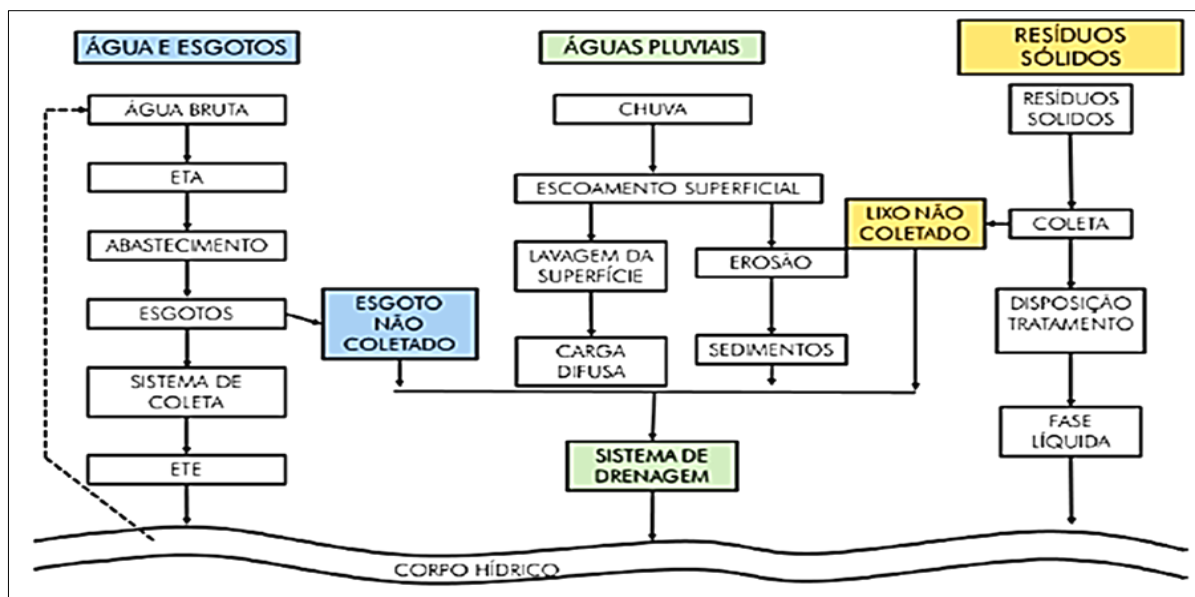 ÁGUA E ESGOTOS
ÁGUA BRUTA
ETA
ABASTECIMENTO
ESGOTOS
ESGOTO
NÃO
COLETADO
SISTEMA DE
COLETA
ETE
ÁGUAS PLUVIAIS
CHUVA
ESCOAMENTO SUPERFICIAL
LAVAGEM DA
SUPERFÍCIE
CARGA
DIFUSA
EROSÃO
SEDIMENTOS
SISTEMA DE
DRENAGEM
RESÍDUOS
SÓLIDOS
RESÍDUOS
SOLIDOS
LIXO NÃO
COLETADO
COLETA
DISPOSIÇÃO
TRATAMENTO
FASE
LÍQUIDA
CORPO HÍDRICO